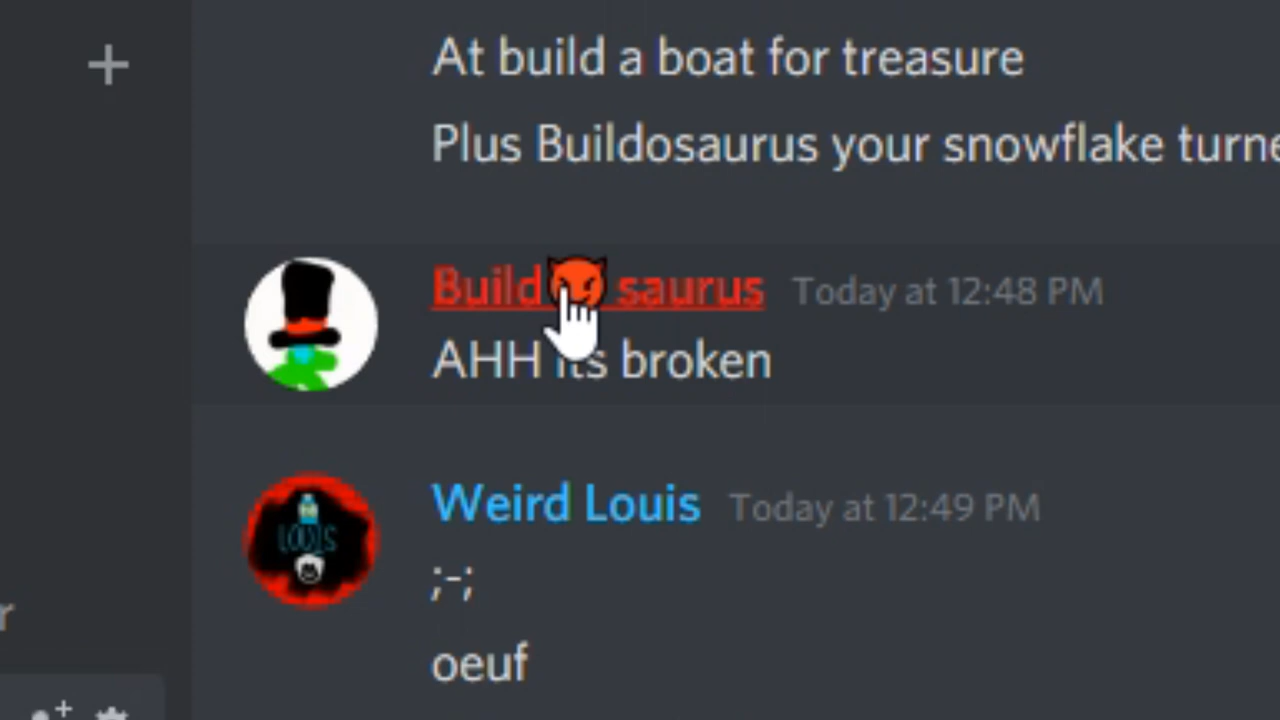 At build a boat for treasure
Plus Buildosaurus your snowflake turne
Build😈saurus Today at 12:48 PM
AHH its broken
Weird Louis Today at 12:49 PM
LOUIS
;-;
oeuf
r